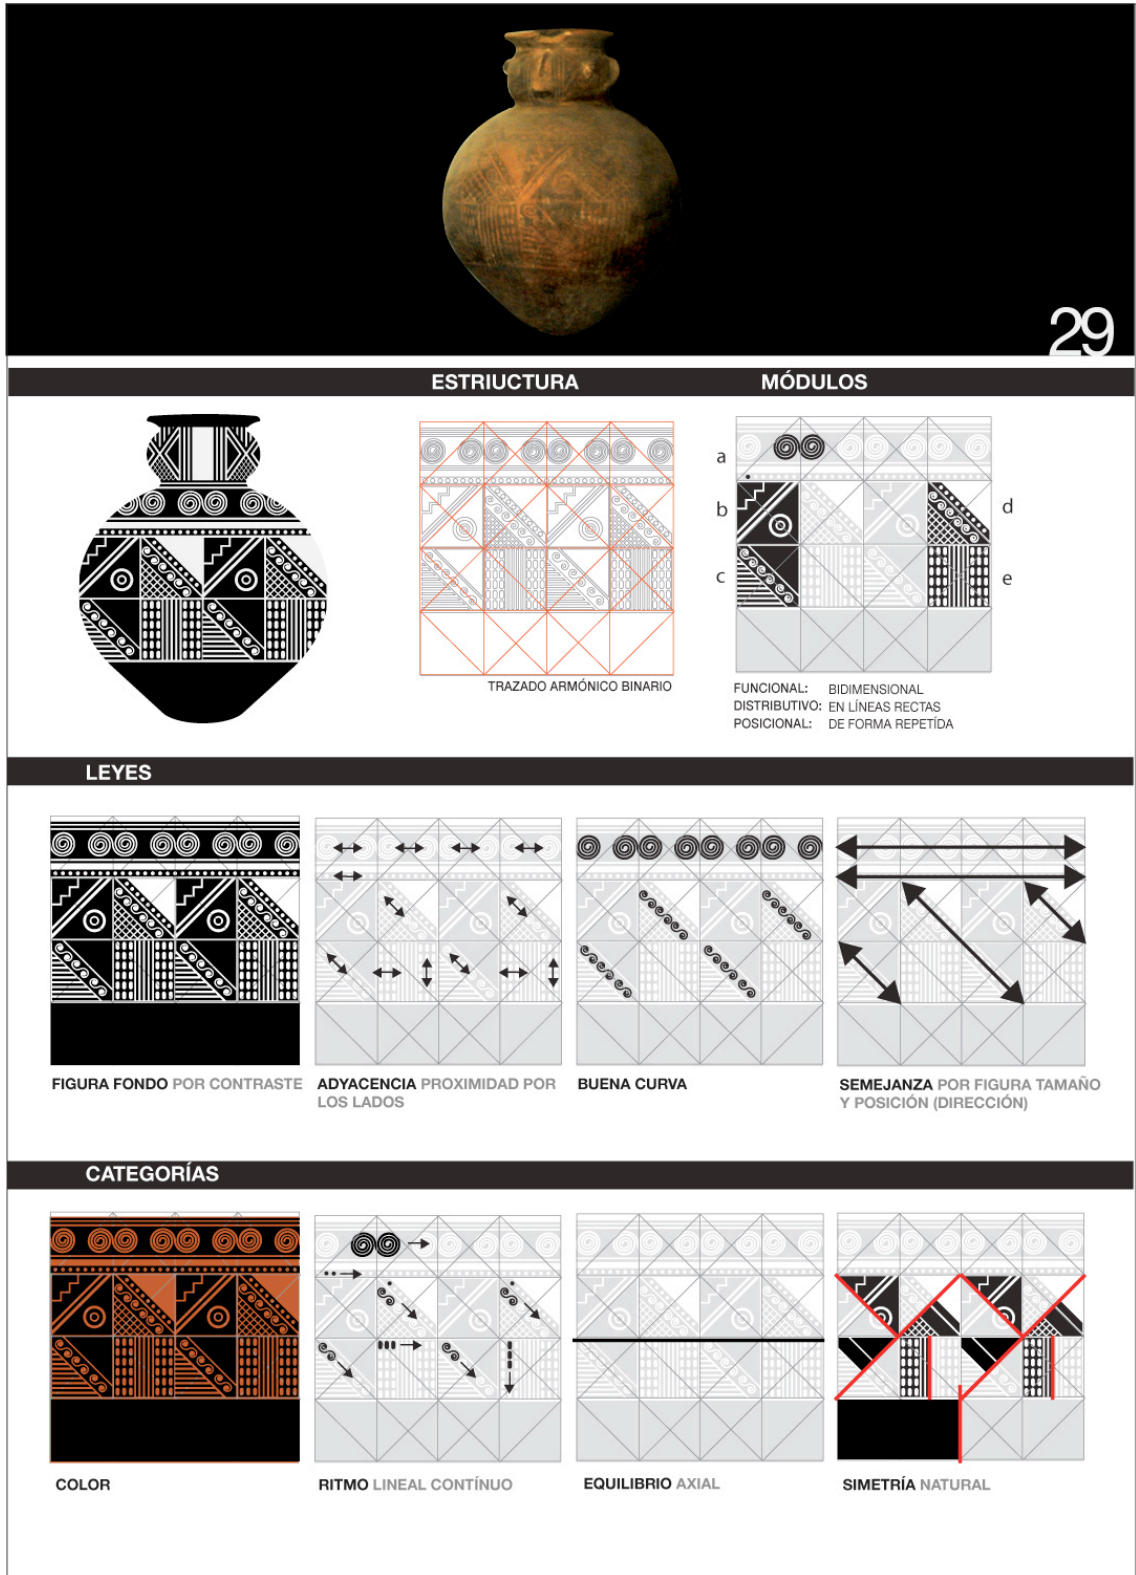 29
ESTRIUCTURA
MÓDULOS
a
b
c
d
e
TRAZADO ARMÓNICO BINARIO
FUNCIONAL: BIDIMENSIONAL
DISTRIBUTIVO: EN LÍNEAS RECTAS
POSICIONAL: DE FORMA REPETÍDA
LEYES
FIGURA FONDO POR CONTRASTE
ADYACENCIA PROXIMIDAD POR
LOS LADOS
BUENA CURVA
SEMEJANZA POR FIGURA TAMAÑO
Y POSICIÓN (DIRECCIÓN)
CATEGORÍAS
COLOR
RITMO LINEAL CONTÍNUO
EQUILIBRIO AXIAL
SIMETRÍA NATURAL